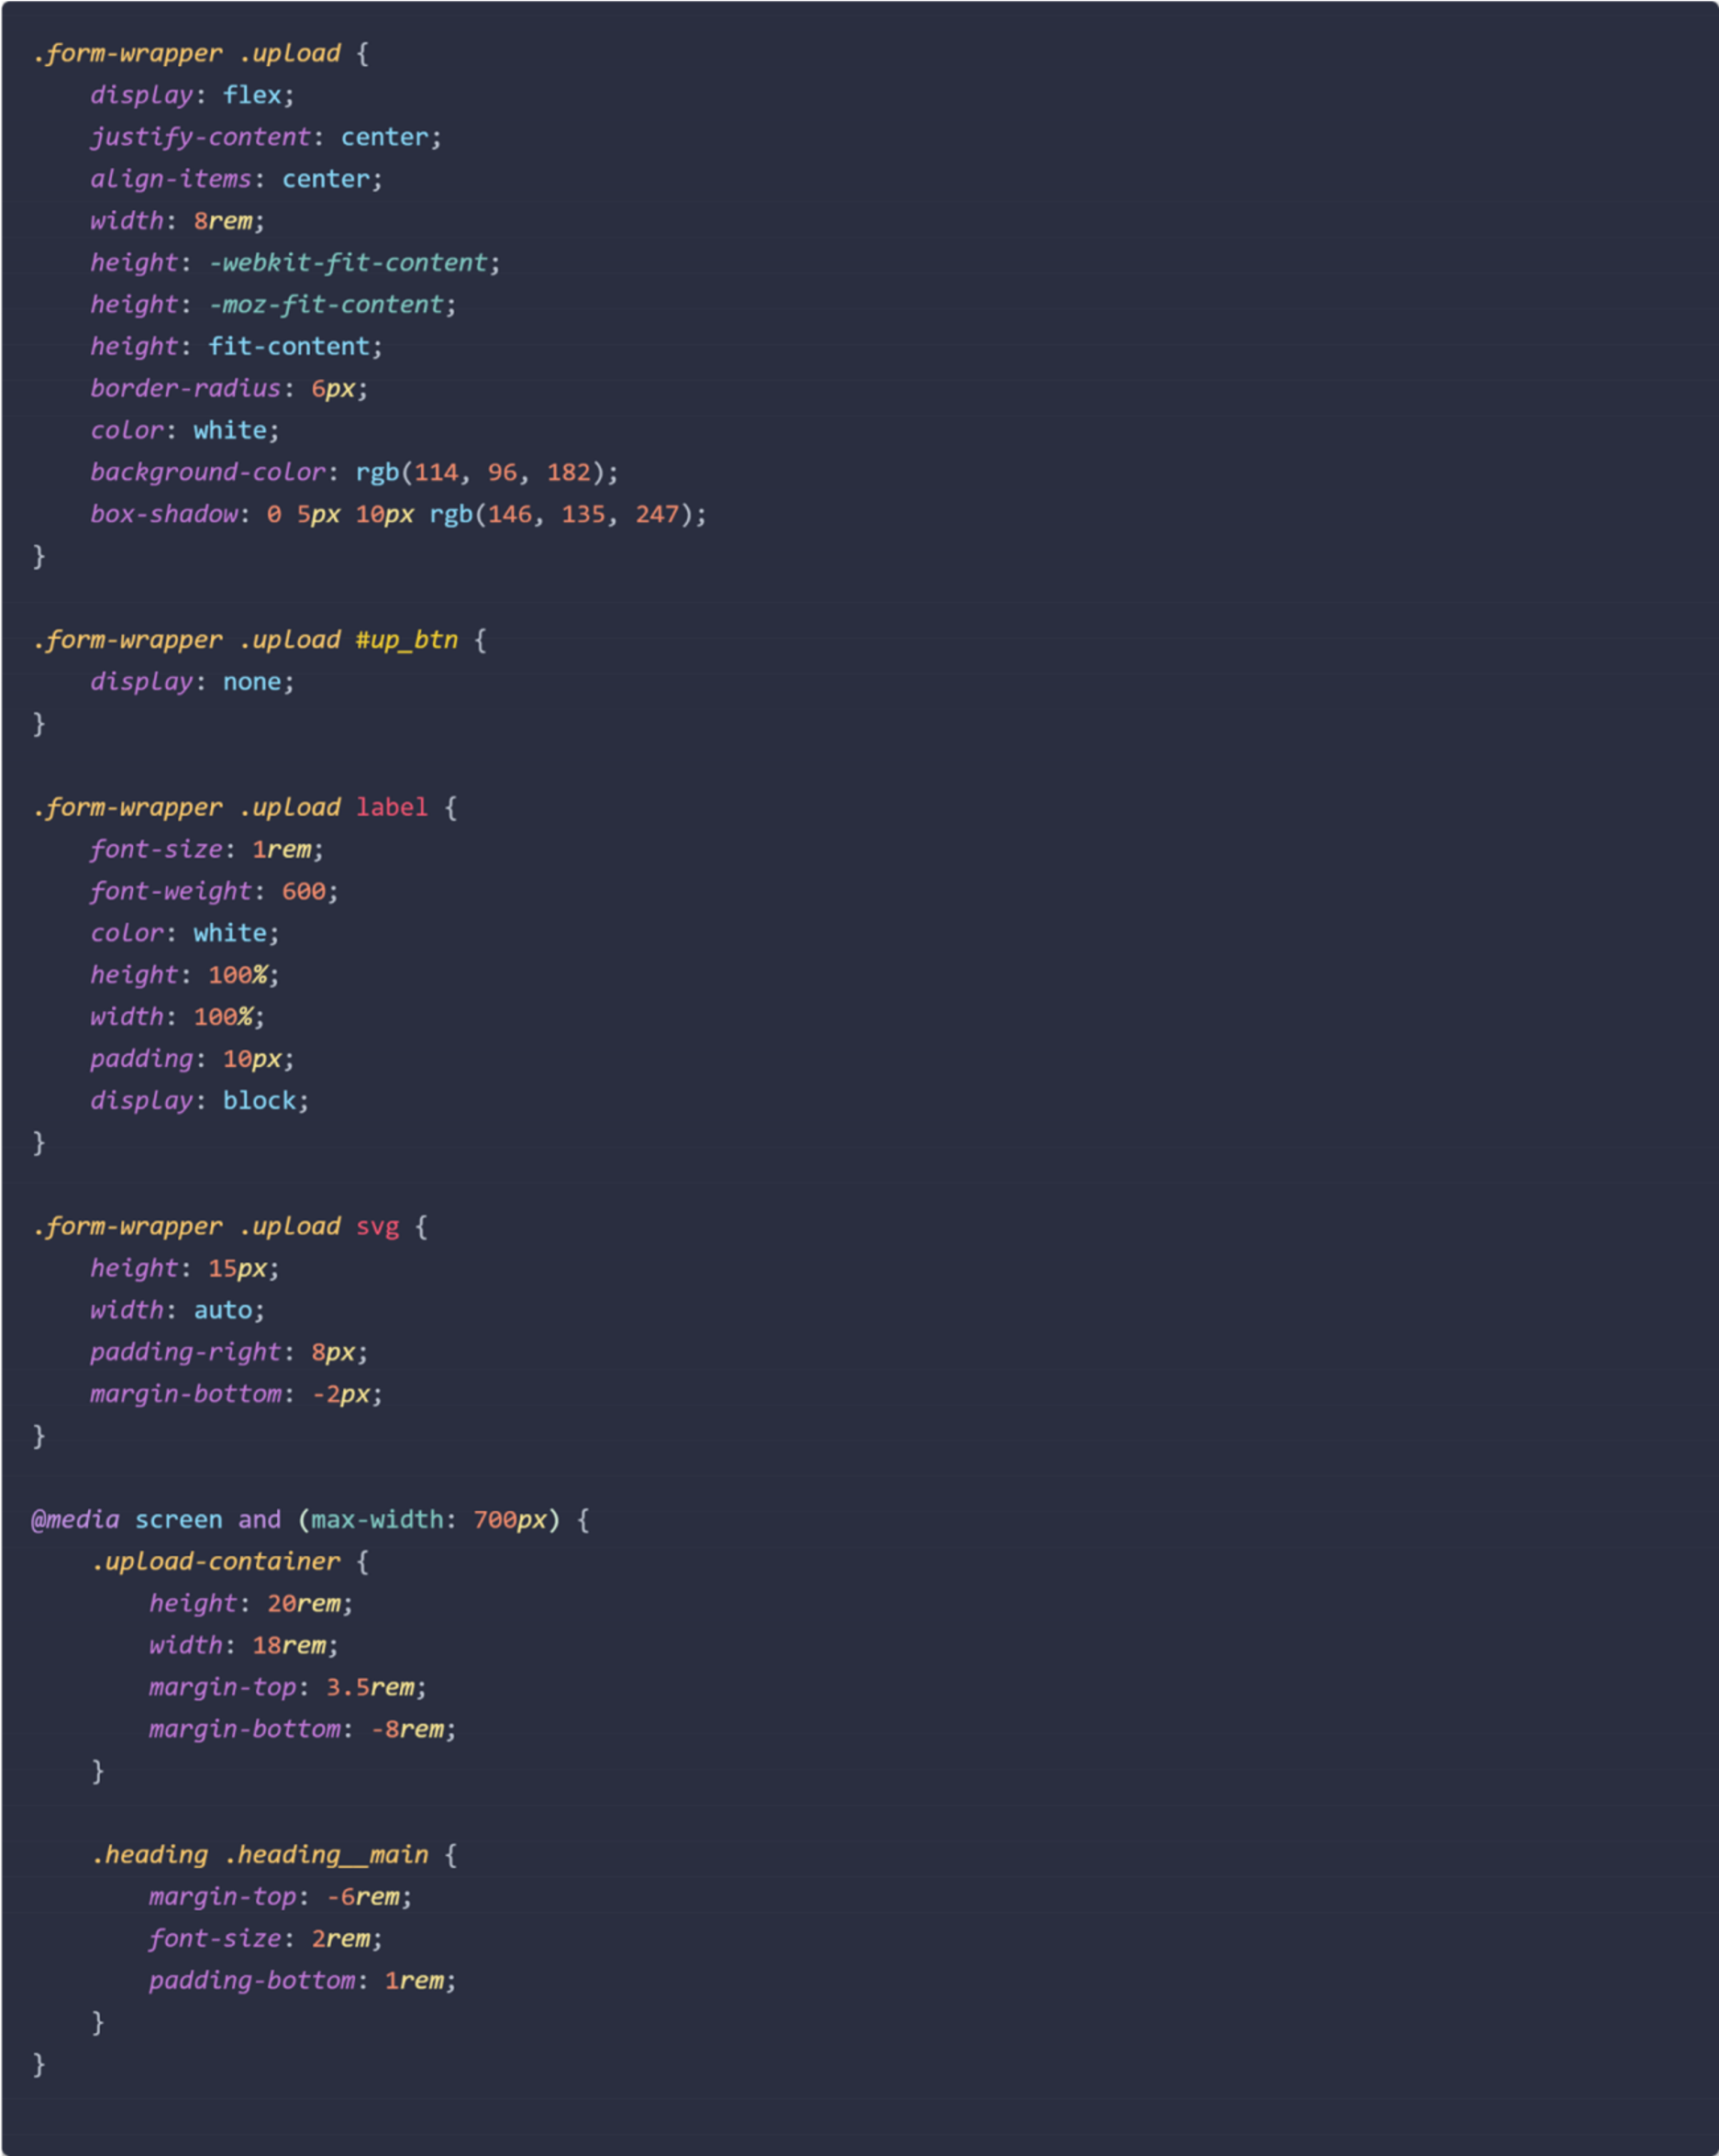 .form-wrapper .upload {
    display: flex;
    justify-content: center;
    align-items: center;
    width: 8rem;
    height: -webkit-fit-content;
    height: -moz-fit-content;
    height: fit-content;
    border-radius: 6px;
    color: white;
    background-color: rgb(114, 96, 182);
    box-shadow: 0 5px 10px rgb(146, 135, 247);
}

.form-wrapper .upload #up_btn {
    display: none;
}

.form-wrapper .upload label {
    font-size: 1rem;
    font-weight: 600;
    color: white;
    height: 100%;
    width: 100%;
    padding: 10px;
    display: block;
}

.form-wrapper .upload svg {
    height: 15px;
    width: auto;
    padding-right: 8px;
    margin-bottom: -2px;
}

@media screen and (max-width: 700px) {
    .upload-container {
        height: 20rem;
        width: 18rem;
        margin-top: 3.5rem;
        margin-bottom: -8rem;
    }

    .heading .heading__main {
        margin-top: -6rem;
        font-size: 2rem;
        padding-bottom: 1rem;
    }
}